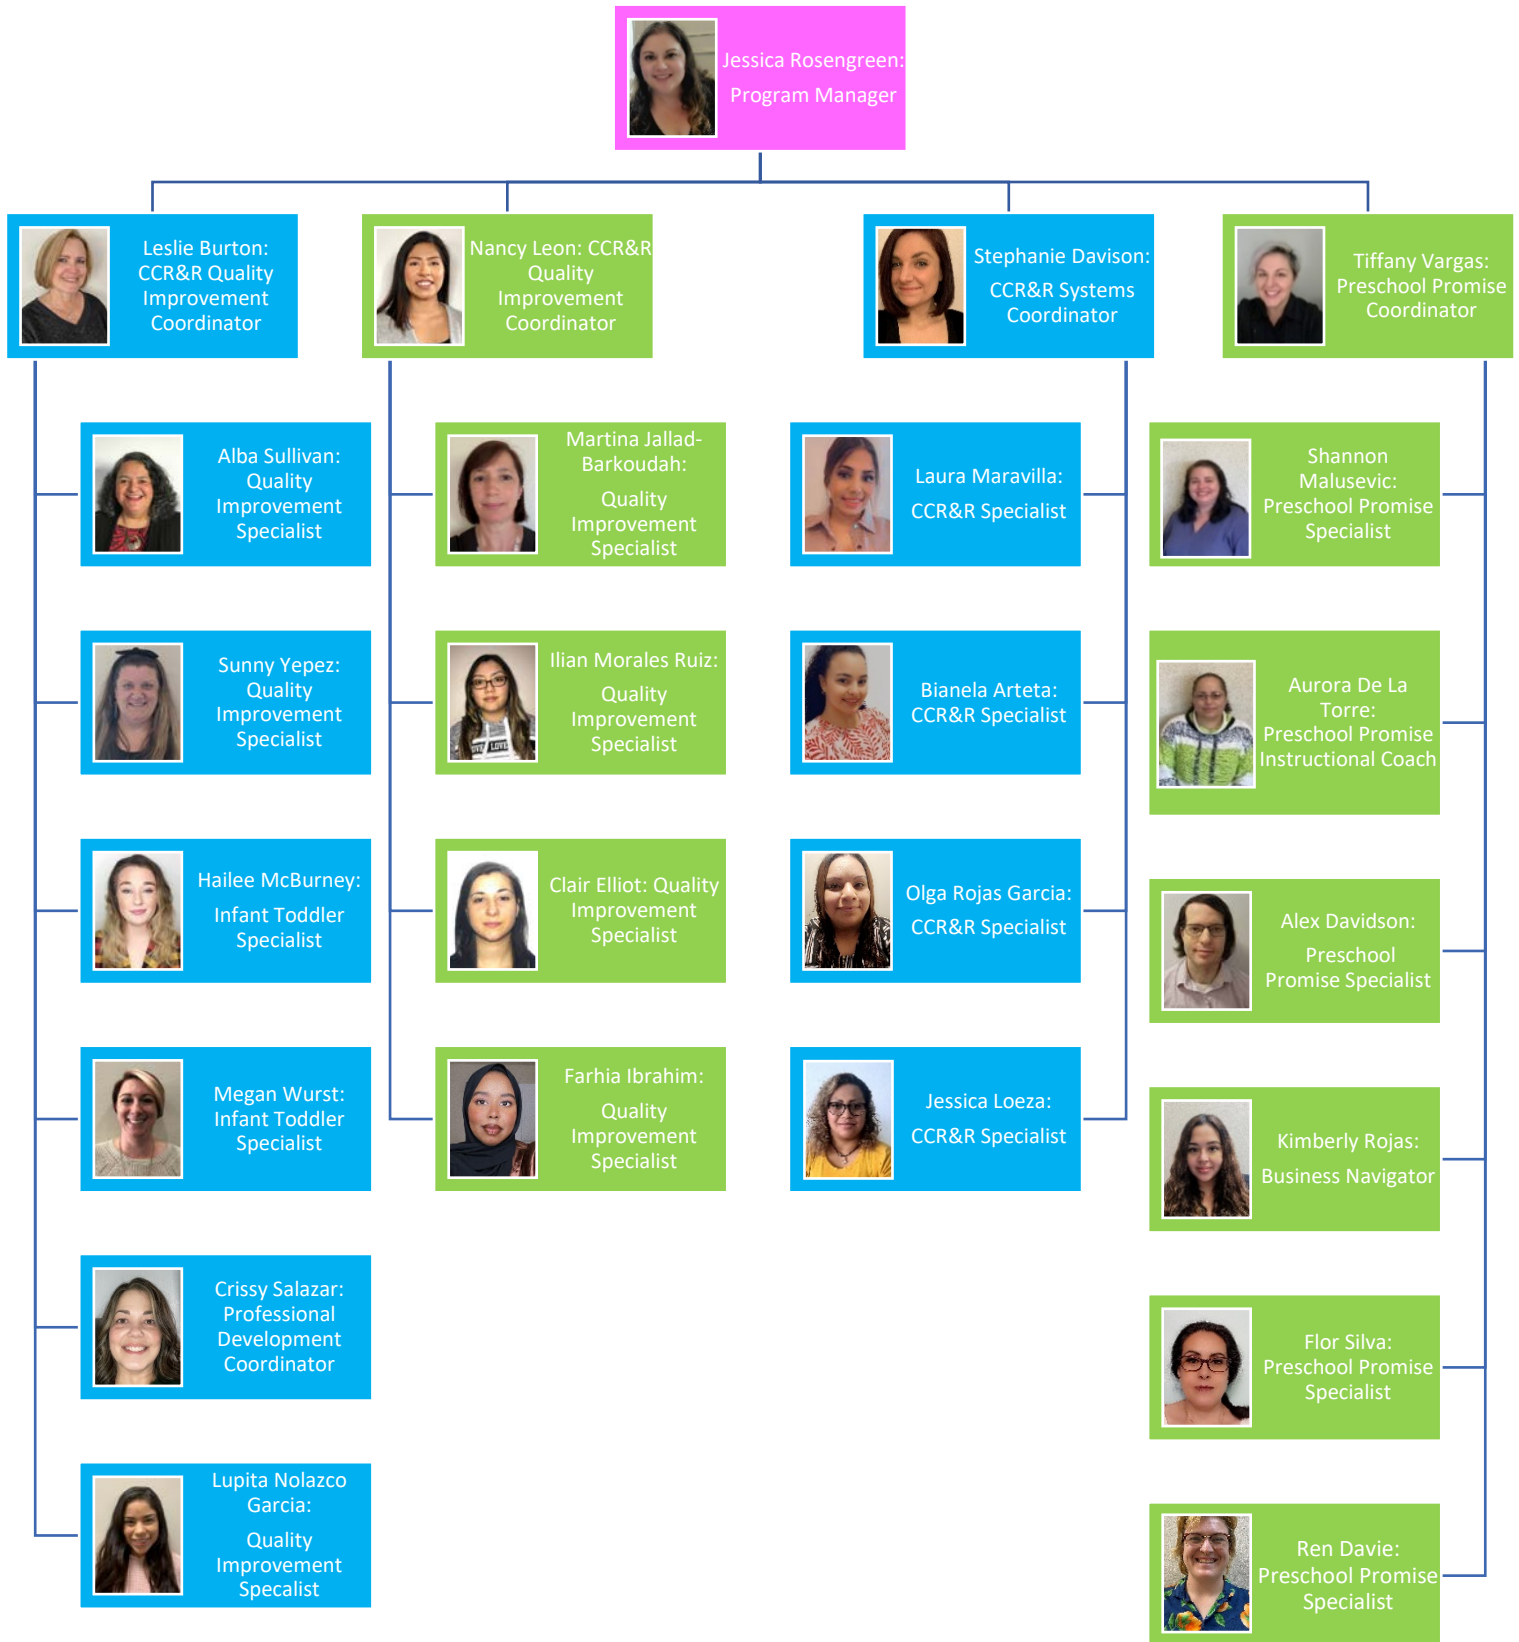 Jessica Rosengreen:
Program Manager
Leslie Burton:
CCR&R Quality
Improvement
Coordinator
Nancy Leon: CCR&R
Quality
Improvement
Coordinator
Stephanie Davison:
CCR&R Systems
Coordinator
Tiffany Vargas:
Preschool Promise
Coordinator
Alba Sullivan:
Quality
Improvement
Specialist
Sunny Yepez:
Quality
Improvement
Specialist
Hailee McBurney:
Infant Toddler
Specialist
Megan Wurst:
Infant Toddler
Specialist
Crissy Salazar:
Professional
Development
Coordinator
Lupita Nolazco
Garcia:
Quality
Improvement
Specalist
Martina Jallad-
Barkoudah:
Quality
Improvement
Specialist
Ilian Morales Ruiz:
Quality
Improvement
Specialist
Clair Elliot: Quality
Improvement
Specialist
Farhia Ibrahim:
Quality
Improvement
Specialist
Laura Maravilla:
CCR&R Specialist
Bianela Arteta:
CCR&R Specialist
Olga Rojas Garcia:
CCR&R Specialist
Jessica Loeza:
CCR&R Specialist
Shannon
Malusevic:
Preschool Promise
Specialist
Aurora De La
Torre:
Preschool Promise
Instructional Coach
Alex Davidson:
Preschool
Promise Specialist
Kimberly Rojas:
Business Navigator
Flor Silva:
Preschool Promise
Specialist
Ren Davie:
Preschool Promise
Specialist